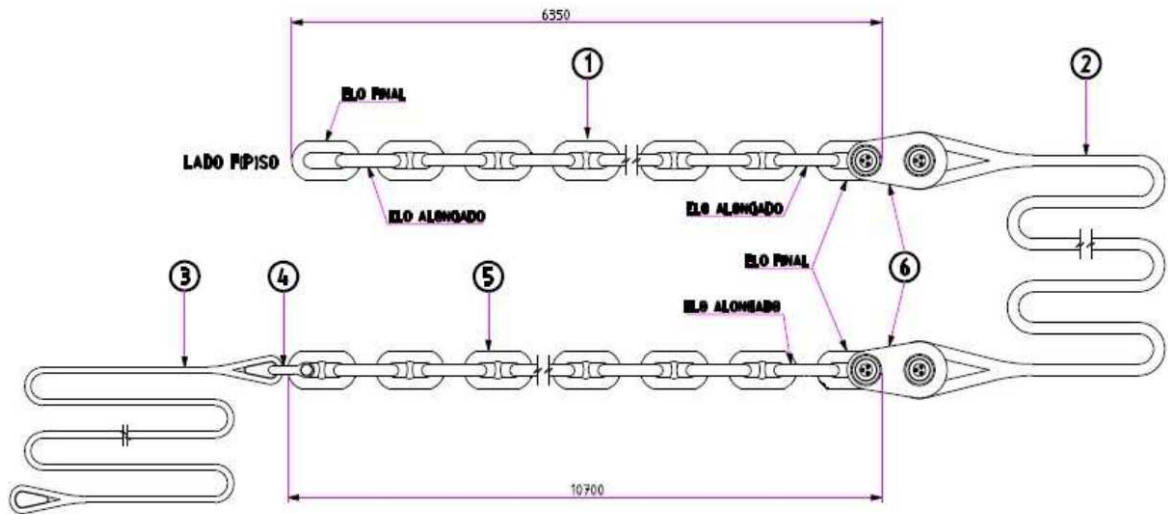 6350
1
2
ELO FINAL
LADO F(P)SO
ELO ALONGADO
ELO ALONGADO
ELO FINAL
6
3
4
5
ELO ALONGADO
10700